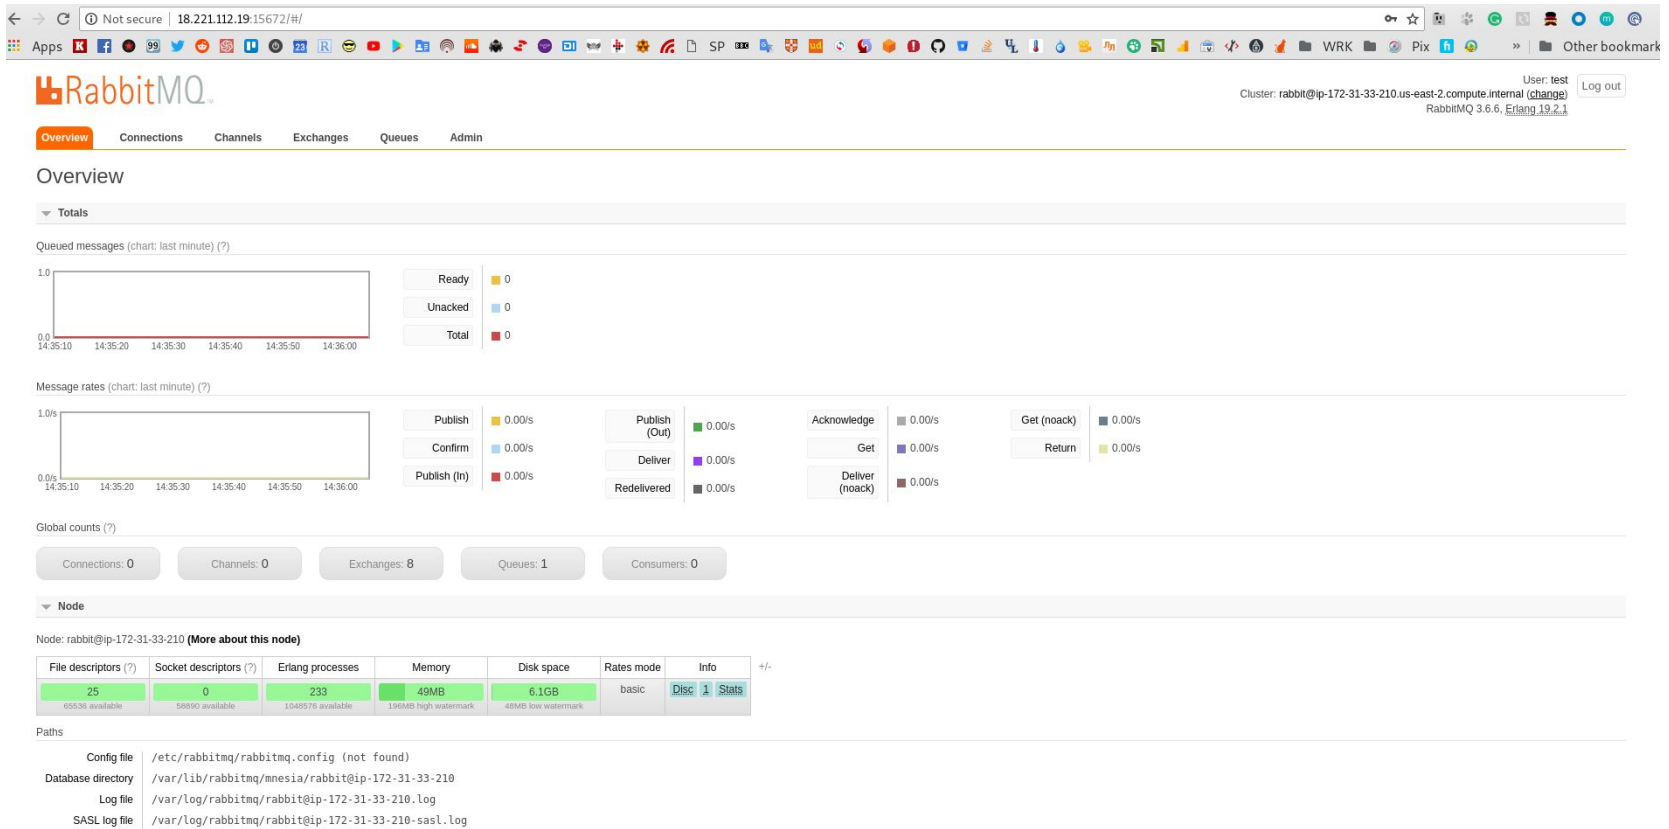 Not secure | 18.221.112.19:15672/#/
Apps SP WRK Pix » Other bookmark
RabbitMQ
User: test
Log out
Cluster: rabbit@ip-172-31-33-210.us-east-2.compute.internal (change)
RabbitMQ 3.6.6, Erlang 19.2.1
Overview Connections Channels Exchanges Queues Admin
Overview
Totals
Queued messages (chart: last minute) (?)
1.0
0.0
14:35:10 14:35:20 14:35:30 14:35:40 14:35:50 14:36:00
Ready 0
Unacked 0
Total 0
Message rates (chart: last minute) (?)
1.0/s
0.0/s
14:35:10 14:35:20 14:35:30 14:35:40 14:35:50 14:36:00
Publish 0.00/s
Confirm 0.00/s
Publish (In) 0.00/s
Publish (Out) 0.00/s
Deliver 0.00/s
Redelivered 0.00/s
Acknowledge 0.00/s
Get 0.00/s
Deliver (noack) 0.00/s
Get (noack) 0.00/s
Return 0.00/s
Global counts (?)
Connections: 0 Channels: 0 Exchanges: 8 Queues: 1 Consumers: 0
Node
Node: rabbit@ip-172-31-33-210 (More about this node)
File descriptors (?) Socket descriptors (?) Erlang processes Memory Disk space Rates mode Info +/-
25 0 233 49MB 6.1GB basic Disc 1 Stats
65536 available 58890 available 1048576 available 196MB high watermark 48MB low watermark
Paths
Config file /etc/rabbitmq/rabbitmq.config (not found)
Database directory /var/lib/rabbitmq/mnesia/rabbit@ip-172-31-33-210
Log file /var/log/rabbitmq/rabbit@ip-172-31-33-210.log
SASL log file /var/log/rabbitmq/rabbit@ip-172-31-33-210-sasl.log